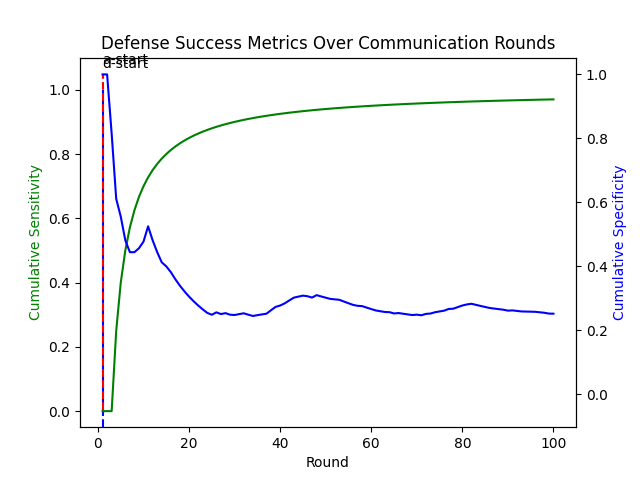 Defense Success Metrics Over Communication Rounds
a-start
d-start
1.0
0.8
0.6
0.4
0.2
0.0
Cumulative Sensitivity
1.0
0.8
0.6
0.4
0.2
0.0
Cumulative Specificity
0 20 40 60 80 100
Round